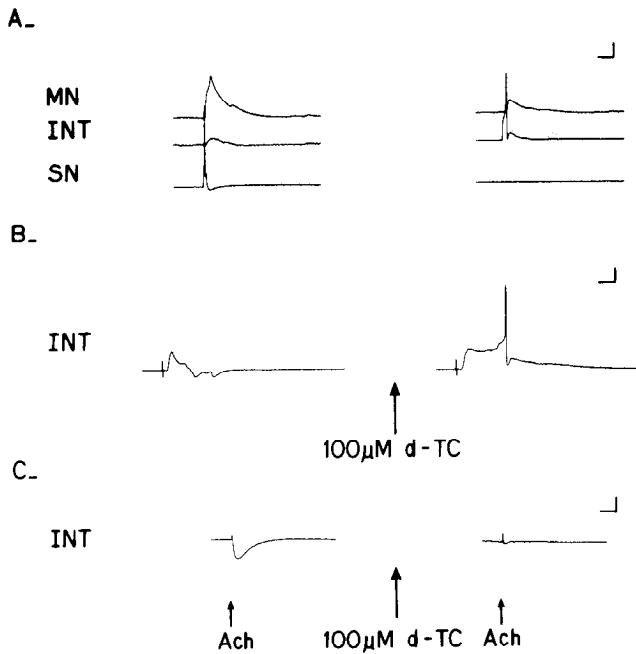 A_
MN
INT
SN
B_
INT
100µM d-TC
C_
INT
Ach
100µM d-TC
Ach